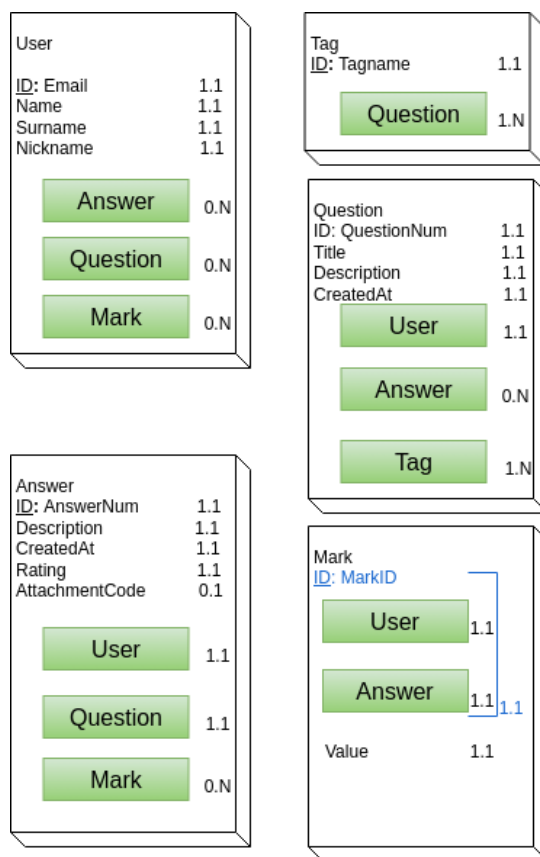 User
ID: Email 1.1
Name 1.1
Surname 1.1
Nickname 1.1
Answer 0.N
Question 0.N
Mark 0.N
Tag
ID: Tagname 1.1
Question 1.N
Question
ID: QuestionNum 1.1
Title 1.1
Description 1.1
CreatedAt 1.1
User 1.1
Answer 0.N
Tag 1.N
Answer
ID: AnswerNum 1.1
Description 1.1
CreatedAt 1.1
Rating 1.1
AttachmentCode 0.1
User 1.1
Question 1.1
Mark 0.N
Mark
ID: MarkID
User 1.1
Answer 1.1 1.1
Value 1.1